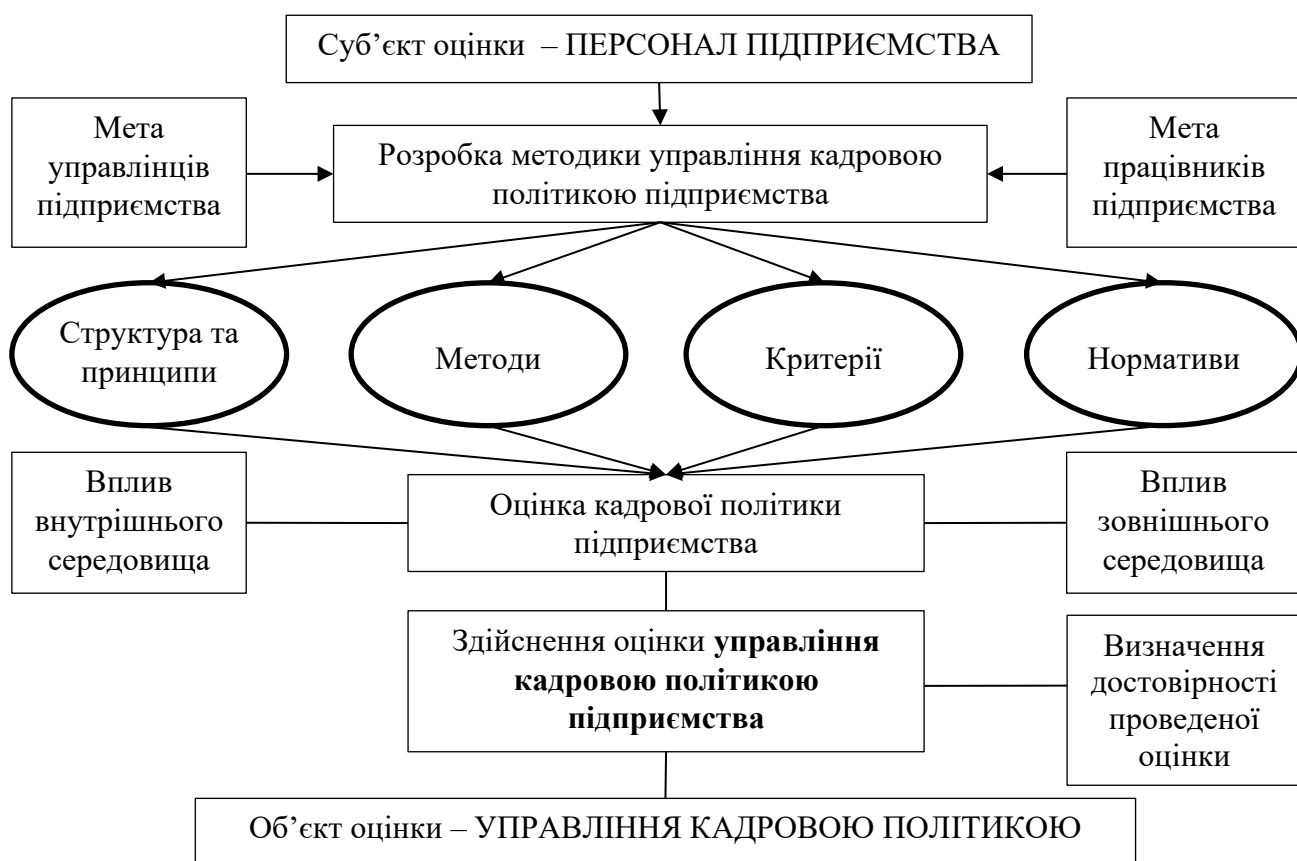 Суб’єкт оцінки – ПЕРСОНАЛ ПІДПРИЄМСТВА
Мета
управлінців
підприємства
Розробка методики управління кадровою
політикою підприємства
Мета
працівників
підприємства
Структура та
принципи
Методи
Критерії
Нормативи
Вплив
внутрішнього
середовища
Оцінка кадрової політики
підприємства
Вплив
зовнішнього
середовища
Здійснення оцінки управління
кадровою політикою
підприємства
Визначення
достовірності
проведеної
оцінки
Об’єкт оцінки – УПРАВЛІННЯ КАДРОВОЮ ПОЛІТИКОЮ